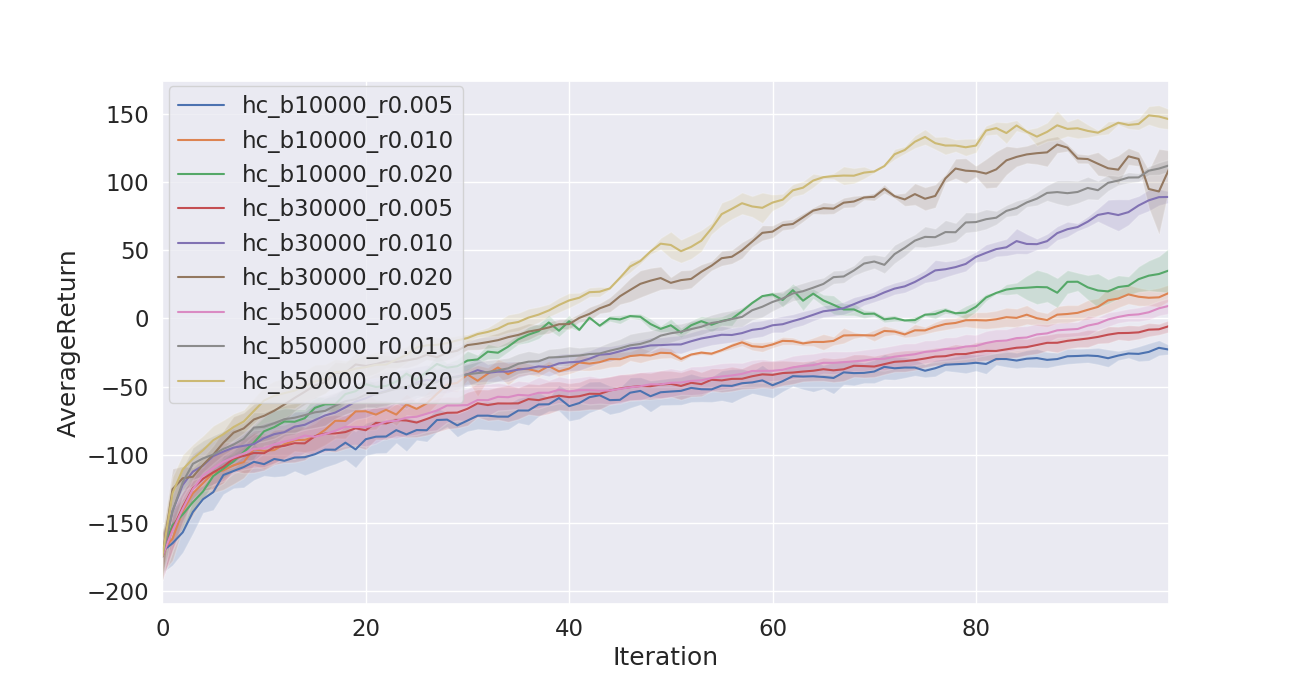 hc_b10000_r0.005
hc_b10000_r0.010
hc_b10000_r0.020
hc_b30000_r0.005
hc_b30000_r0.010
hc_b30000_r0.020
hc_b50000_r0.005
hc_b50000_r0.010
hc_b50000_r0.020
AverageReturn
150
100
50
0
−50
−100
−150
−200
0 20 40 60 80
Iteration